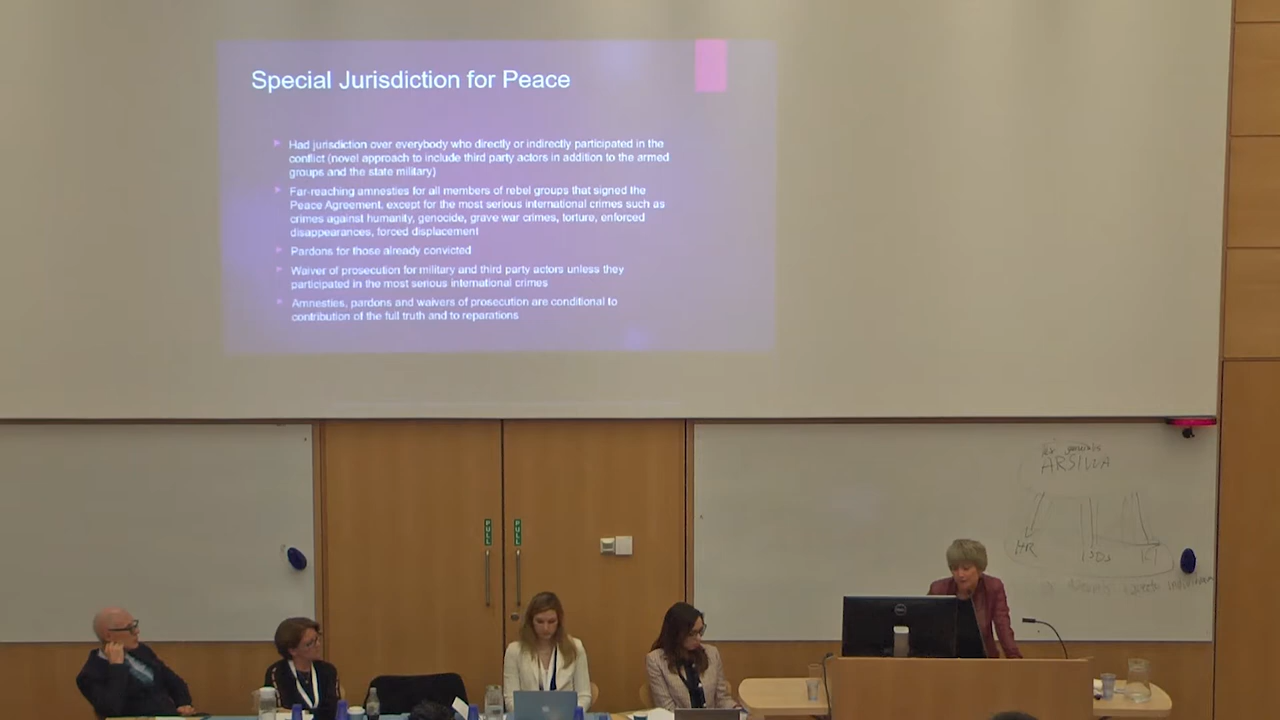 Special Jurisdiction for Peace
Had jurisdiction over everybody who directly or indirectly participated in the
conflict (novel approach to include third party actors in addition to the armed
groups and the state military)
Far-reaching amnesties for all members of rebel groups that signed the
Peace Agreement, except for the most serious international crimes such as
crimes against humanity, genocide, grave war crimes, torture, enforced
disappearances, forced displacement
Pardons for those already convicted
Waiver of prosecution for military and third party actors unless they
participated in the most serious international crimes
Amnesties, pardons and waivers of prosecution are conditional to
contribution of the full truth and to reparations
ARSIWA
HR
PULL
PULL
DELL